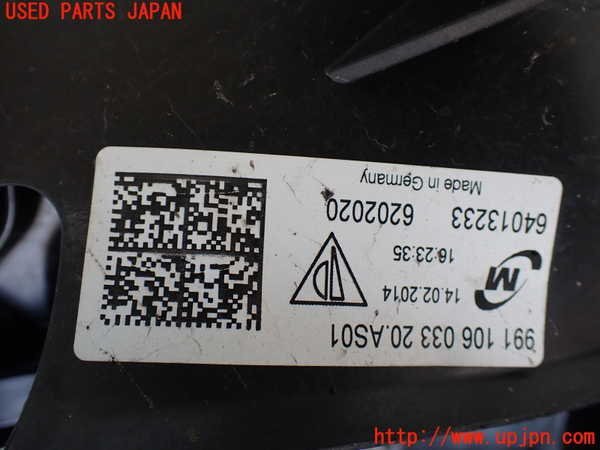 USED PARTS JAPAN
991 106 033 20.AS01
14.02.2014
16:23:35
M
64013233
6202020
Made in Germany
http://www.upjpn.com/